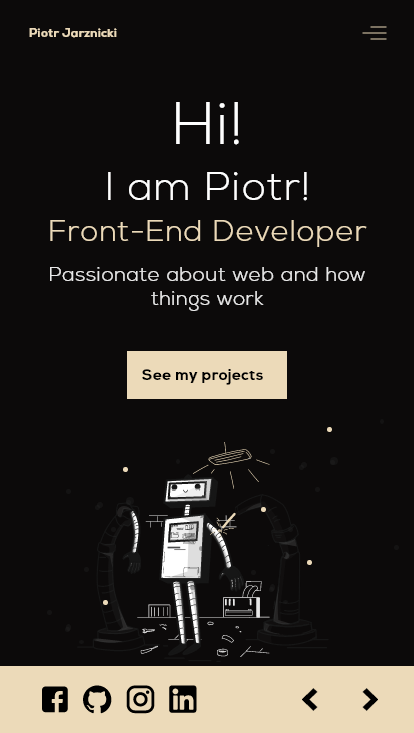 Piotr Jarznicki
Hi!
I am Piotr!
Front-End Developer
Passionate about web and how
things work
See my projects